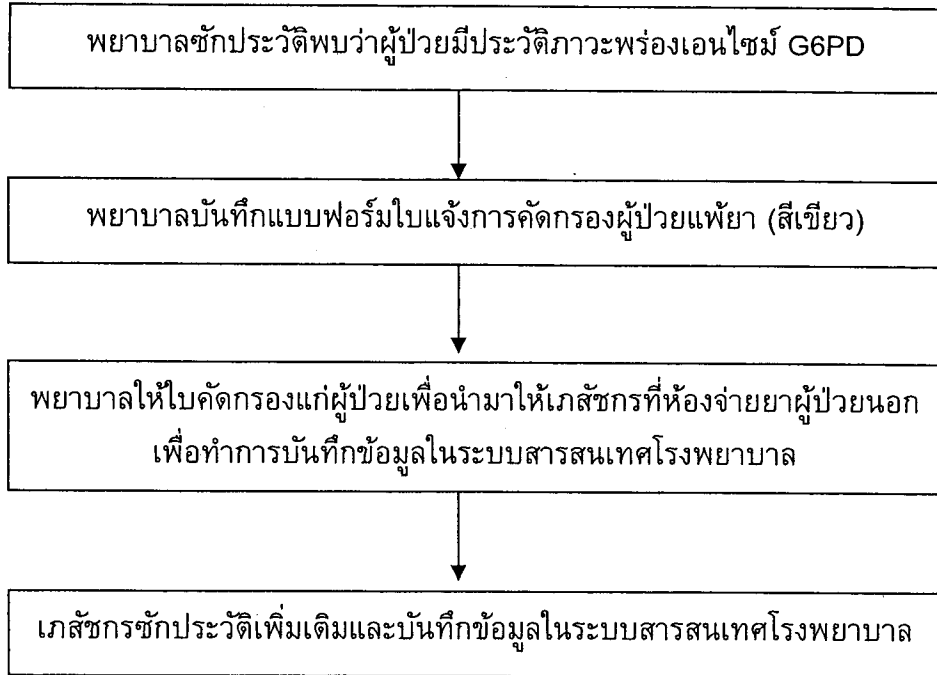 พยาบาลซักประวัติพบว่าผู้ป่วยมีประวัติภาวะพร่องเอนไซม์ G6PD
พยาบาลบันทึกแบบฟอร์มใบแจ้งการคัดกรองผู้ป่วยแพ้ยา (สีเขียว)
พยาบาลให้ใบคัดกรองแก่ผู้ป่วยเพื่อนำมาให้เภสัชกรที่ห้องจ่ายยาผู้ป่วยนอก
เพื่อทำการบันทึกข้อมูลในระบบสารสนเทศโรงพยาบาล
เภสัชกรซักประวัติเพิ่มเติมและบันทึกข้อมูลในระบบสารสนเทศโรงพยาบาล